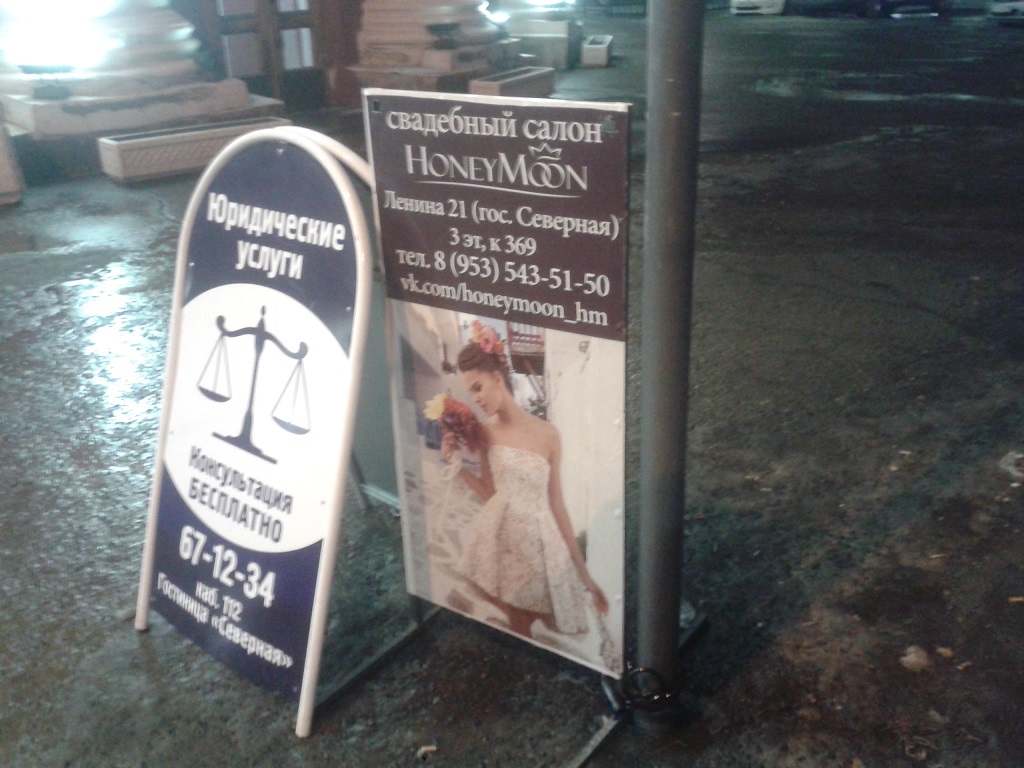 Юридические
услуги
Консультация
БЕСПЛАТНО
67-12-34
наб. 112
Гостиница «Северная»
свадебный салон
HONEYMOON
Ленина 21 (гос. Северная)
3 эт, к 369
тел. 8 (953) 543-51-50
vk.com/honeymoon_hm